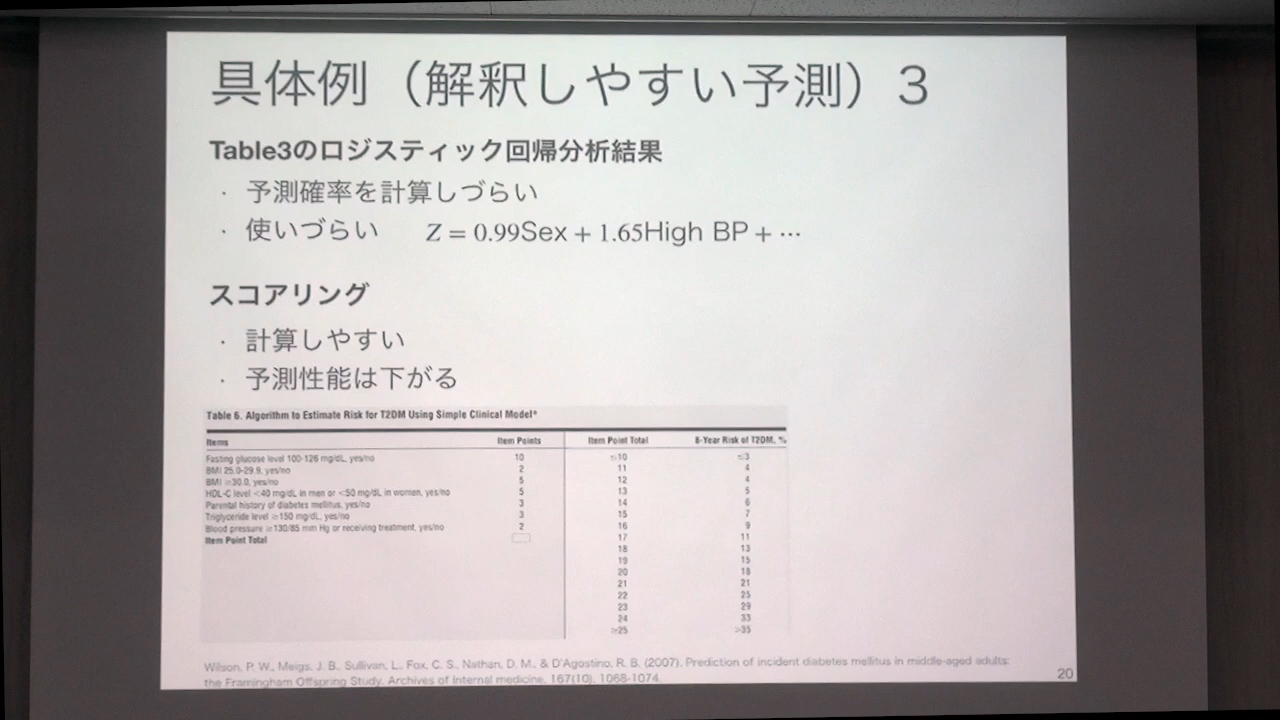 具体例（解釈しやすい予測）3
Table3のロジスティック回帰分析結果
· 予測確率を計算しづらい
· 使いづらい Z = 0.99Sex + 1.65High BP + ⋯
スコアリング
· 計算しやすい
· 予測性能は下がる
Table 6. Algorithm to Estimate Risk for T2DM Using Simple Clinical Model*
Items Item Points Item Point Total 8-Year Risk of T2DM, %
Fasting glucose level 100-126 mg/dL, yes/no 10 ≤10 ≤3
BMI 25.0-29.9, yes/no 2 11 4
BMI ≥30.0, yes/no 5 12 4
HDL-C level <40 mg/dL in men or <50 mg/dL in women, yes/no 5 13 5
Parental history of diabetes mellitus, yes/no 3 14 6
Triglyceride level ≥150 mg/dL, yes/no 3 15 7
Blood pressure ≥130/85 mm Hg or receiving treatment, yes/no 2 16 9
Item Point Total 17 11
18 13
19 15
20 18
21 21
22 25
23 29
24 33
≥25 >35
Wilson, P. W., Meigs, J. B., Sullivan, L., Fox, C. S., Nathan, D. M., & D'Agostino, R. B. (2007). Prediction of incident diabetes mellitus in middle-aged adults:
the Framingham Offspring Study. Archives of internal medicine, 167(10), 1068-1074.
20